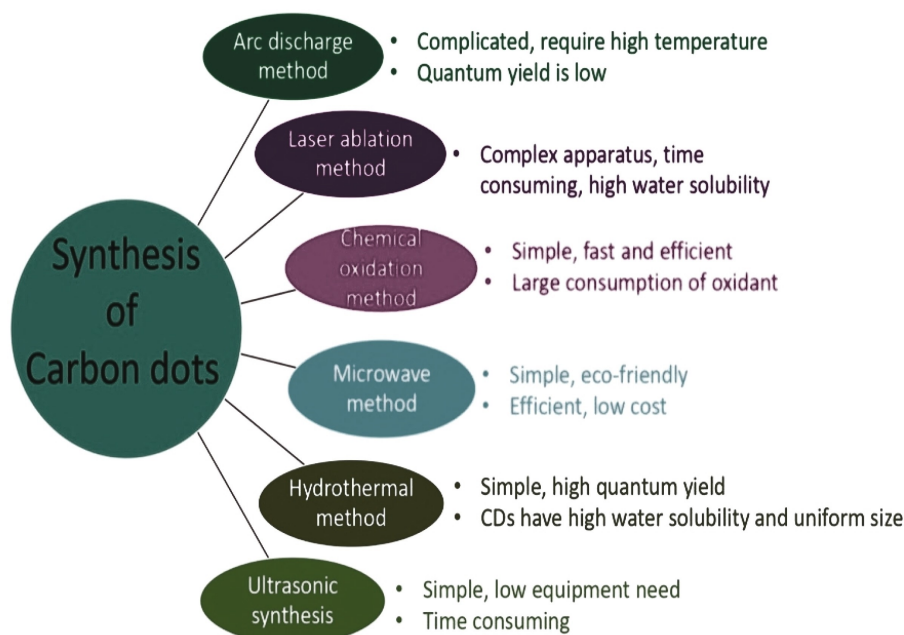 Arc discharge
method
• Complicated, require high temperature
• Quantum yield is low
Laser ablation
method
• Complex apparatus, time
consuming, high water solubility
Synthesis
of
Carbon dots
Chemical
oxidation
method
• Simple, fast and efficient
• Large consumption of oxidant
Microwave
method
• Simple, eco-friendly
• Efficient, low cost
Hydrothermal
method
• Simple, high quantum yield
• CDs have high water solubility and uniform size
Ultrasonic
synthesis
• Simple, low equipment need
• Time consuming